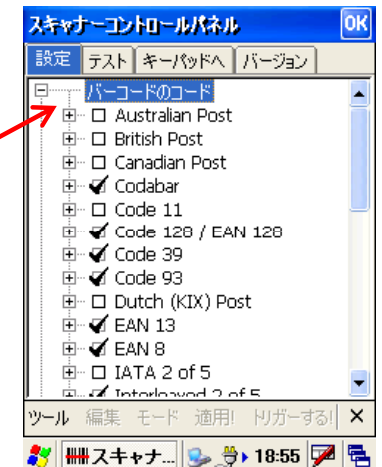 スキャナーコントロールパネル OK
設定 テスト キーパッドへ バージョン
バーコードのコード
Australian Post
British Post
Canadian Post
Codabar
Code 11
Code 128 / EAN 128
Code 39
Code 93
Dutch (KIX) Post
EAN 13
EAN 8
IATA 2 of 5
Interleaved 2 of 5
ツール 編集 モード 適用! トリガーする! ×
スキャナ... 18:55